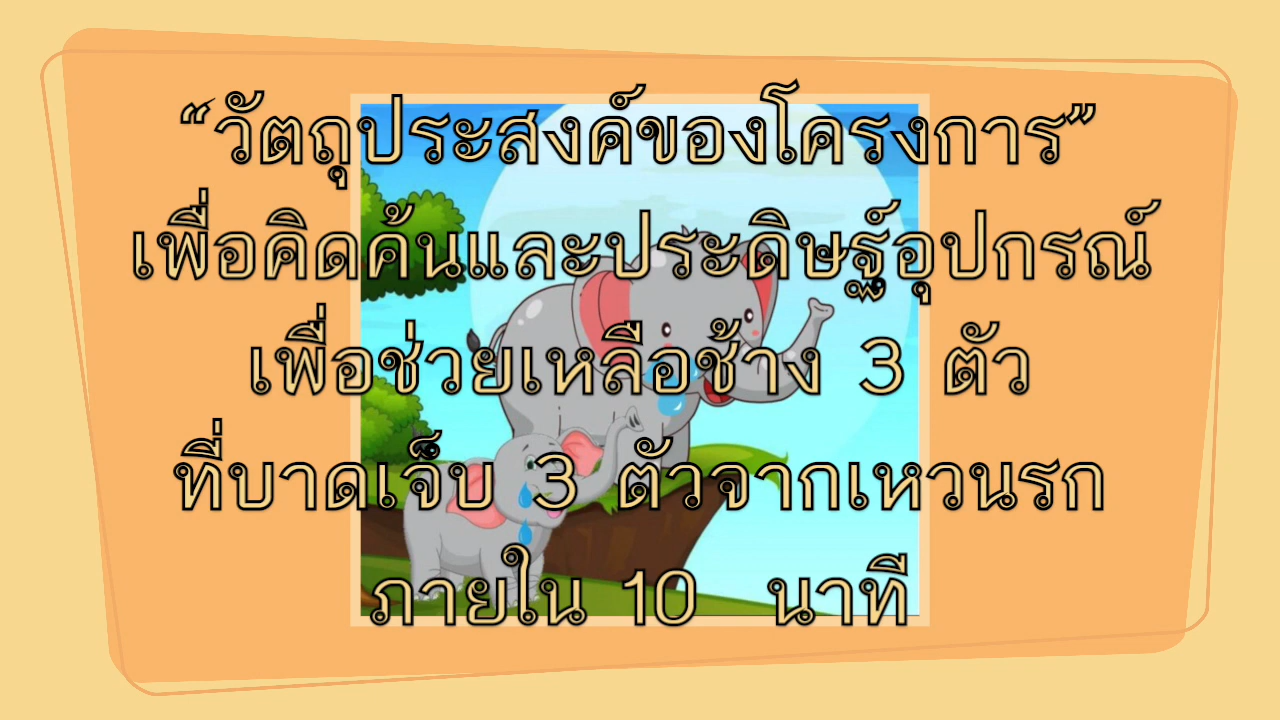 “วัตถุประสงค์ของโครงการ”
เพื่อคิดค้นและประดิษฐ์อุปกรณ์
เพื่อช่วยเหลือช้าง 3 ตัว
ที่บาดเจ็บ 3 ตัวจากเหวนรก
ภายใน 10 นาที